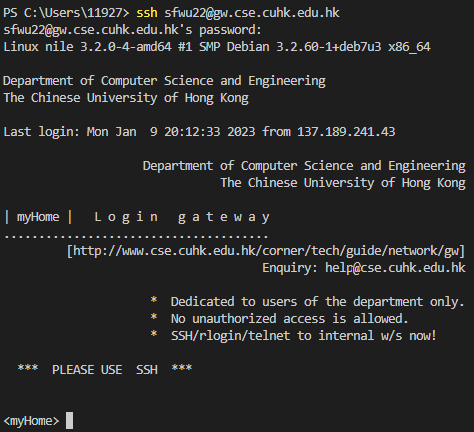 PS C:\Users\11927> ssh sfwu22@gw.cse.cuhk.edu.hk
sfwu22@gw.cse.cuhk.edu.hk's password:
Linux nile 3.2.0-4-amd64 #1 SMP Debian 3.2.60-1+deb7u3 x86_64
Department of Computer Science and Engineering
The Chinese University of Hong Kong
Last login: Mon Jan  9 20:12:33 2023 from 137.189.241.43
Department of Computer Science and Engineering
The Chinese University of Hong Kong
| myHome |   L o g i n   g a t e w a y
......................................
[http://www.cse.cuhk.edu.hk/corner/tech/guide/network/gw]
Enquiry: help@cse.cuhk.edu.hk
*  Dedicated to users of the department only.
*  No unauthorized access is allowed.
*  SSH/rlogin/telnet to internal w/s now!
***  PLEASE USE  SSH  ***
<myHome>